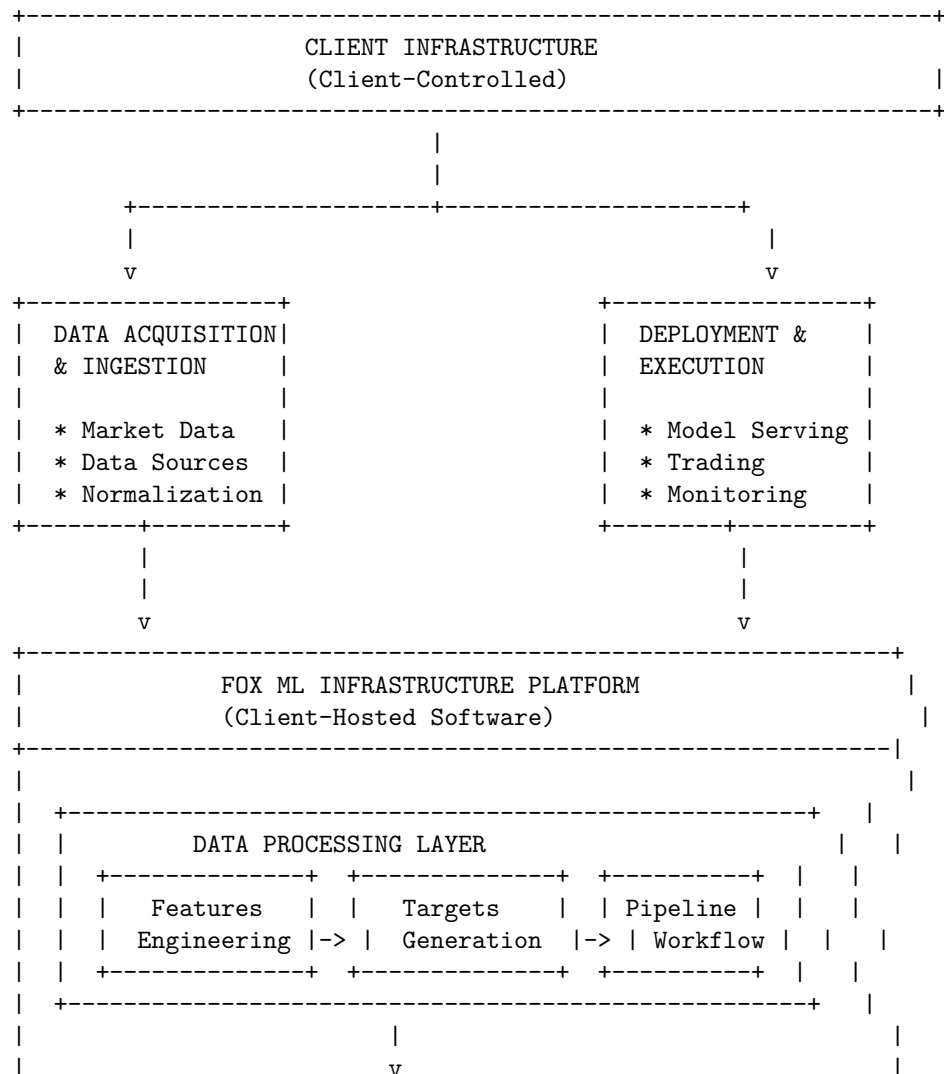 CLIENT INFRASTRUCTURE
(Client-Controlled)
DATA ACQUISITION
& INGESTION
* Market Data
* Data Sources
* Normalization
DEPLOYMENT &
EXECUTION
* Model Serving
* Trading
* Monitoring
FOX ML INFRASTRUCTURE PLATFORM
(Client-Hosted Software)
DATA PROCESSING LAYER
Features
Engineering
Targets
Generation
Pipeline
Workflow